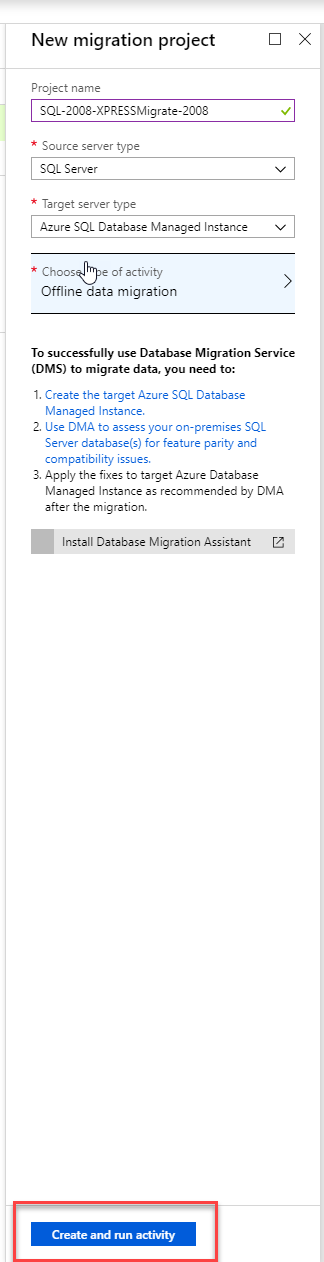 New migration project
Project name
SQL-2008-XPRESSMigrate-2008
* Source server type
SQL Server
* Target server type
Azure SQL Database Managed Instance
* Choose type of activity
Offline data migration
To successfully use Database Migration Service
(DMS) to migrate data, you need to:
1. Create the target Azure SQL Database
Managed Instance.
2. Use DMA to assess your on-premises SQL
Server database(s) for feature parity and
compatibility issues.
3. Apply the fixes to target Azure Database
Managed Instance as recommended by DMA
after the migration.
Install Database Migration Assistant
Create and run activity